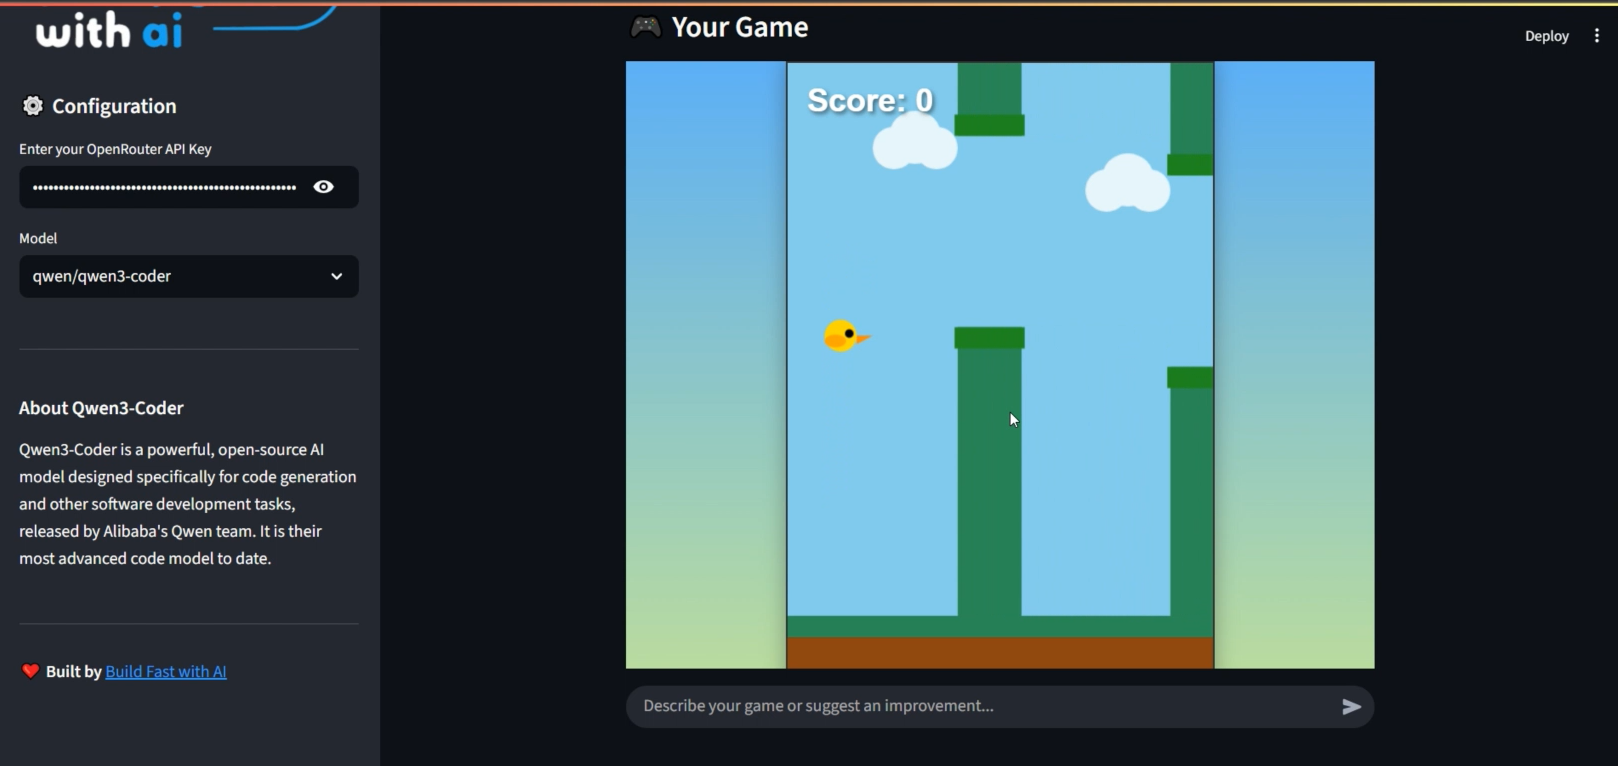 with ai
Configuration
Enter your OpenRouter API Key
Model
qwen/qwen3-coder
About Qwen3-Coder
Qwen3-Coder is a powerful, open-source AI
model designed specifically for code generation
and other software development tasks,
released by Alibaba's Qwen team. It is their
most advanced code model to date.
Built by Build Fast with AI
Your Game
Deploy
Score: 0
Describe your game or suggest an improvement...